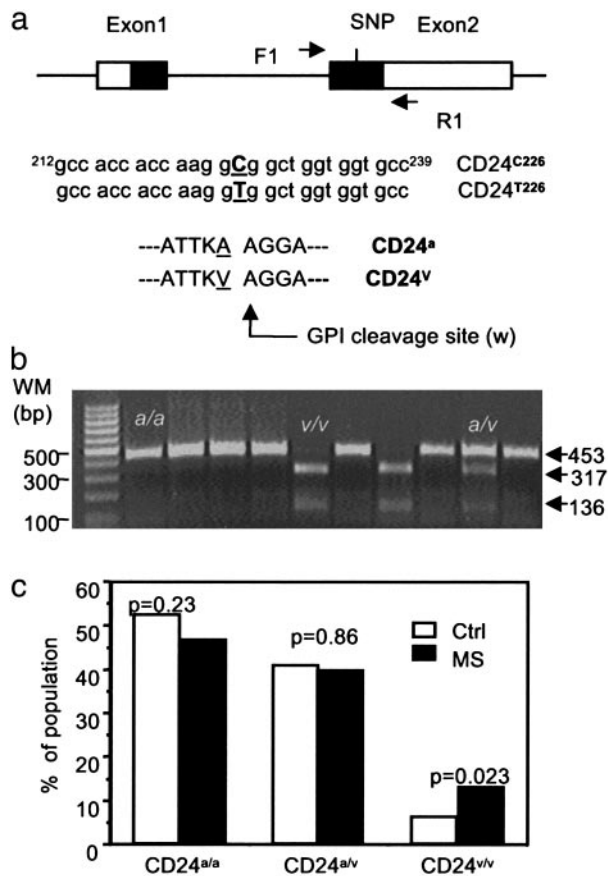 a
SNP
Exon1 Exon2
F1
R1
212gcc acc acc aag gCg gct ggt ggt gcc239 CD24C226
gcc acc acc aag gTg gct ggt ggt gcc CD24T226
---ATTKA AGGA--- CD24a
---ATTKV AGGA--- CD24v
GPI cleavage site (w)
b
WM
(bp)
a/a v/v a/v
500
300
100
453
317
136
c
% of population
60
50
40
30
20
10
0
p=0.23
p=0.86
p=0.023
Ctrl
MS
CD24a/a CD24a/v CD24v/v